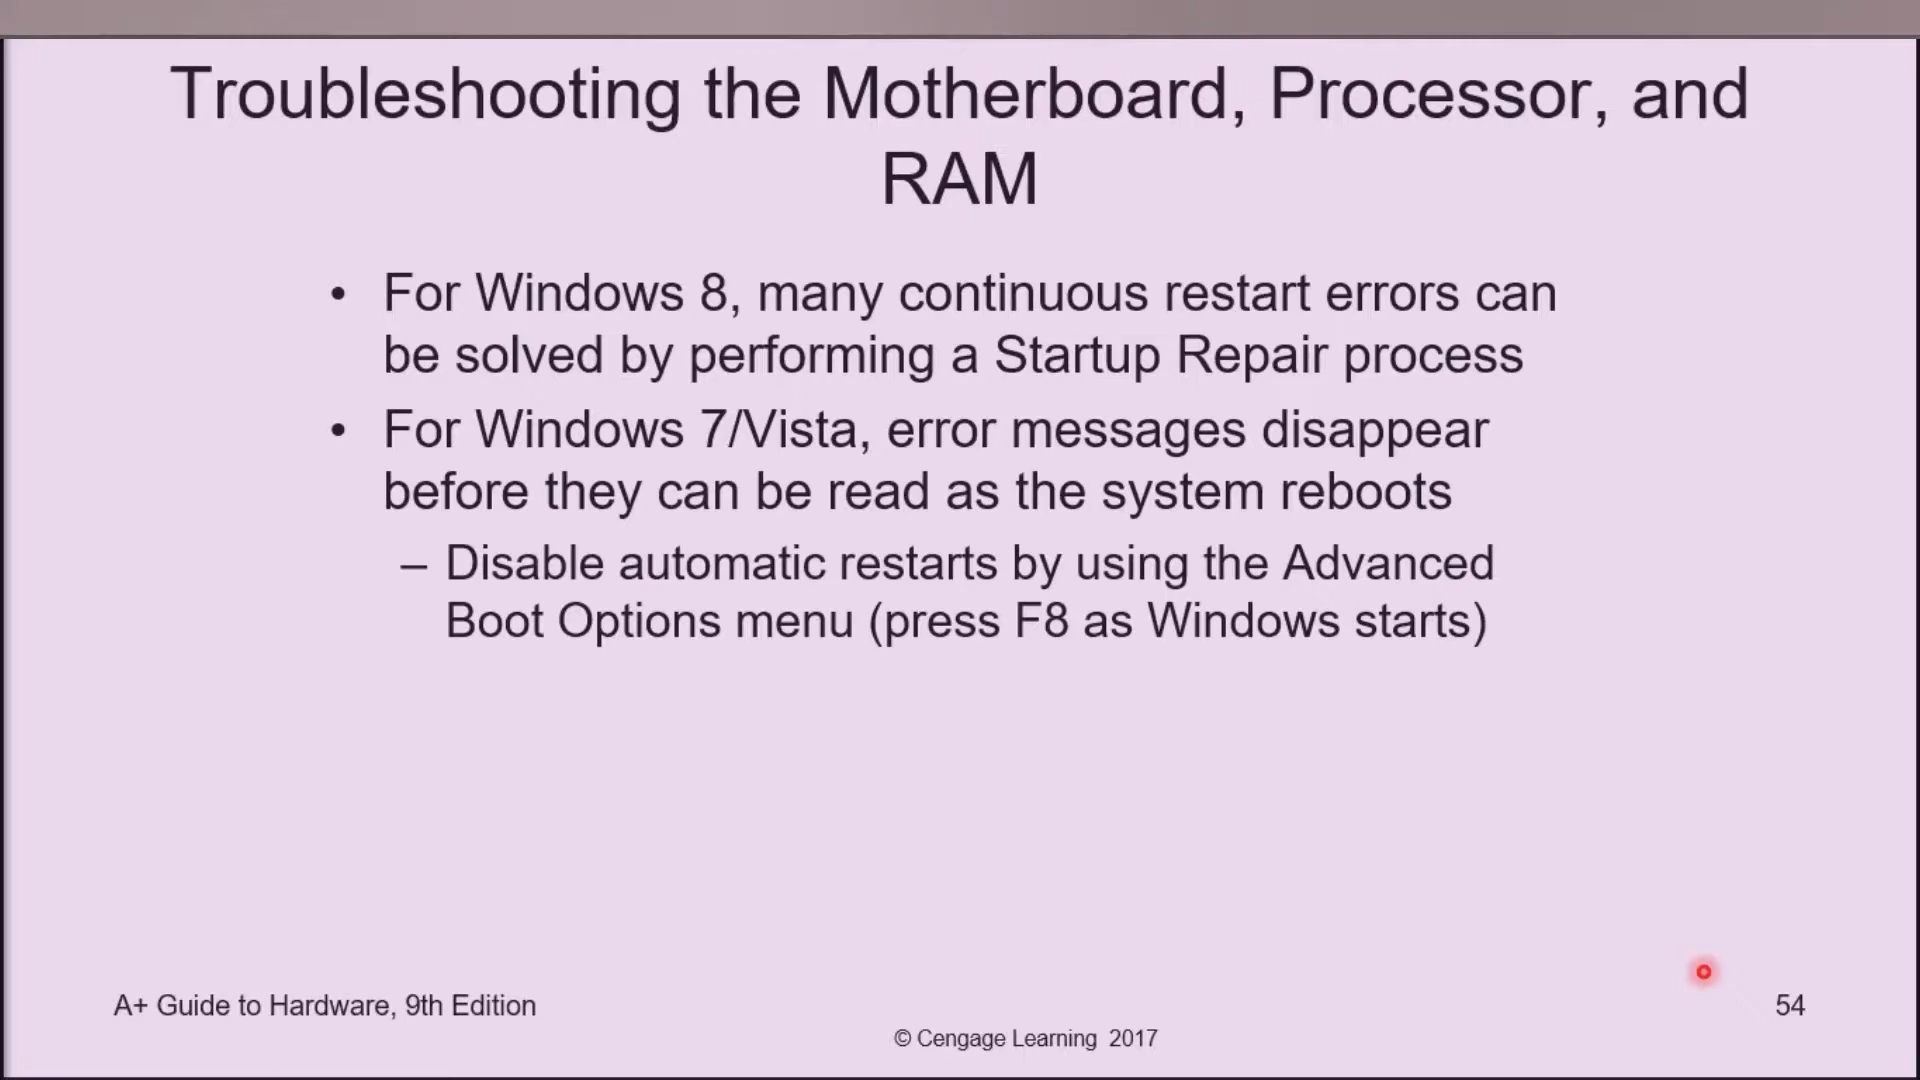 Troubleshooting the Motherboard, Processor, and
RAM
• For Windows 8, many continuous restart errors can
be solved by performing a Startup Repair process
• For Windows 7/Vista, error messages disappear
before they can be read as the system reboots
– Disable automatic restarts by using the Advanced
Boot Options menu (press F8 as Windows starts)
A+ Guide to Hardware, 9th Edition
54
© Cengage Learning 2017